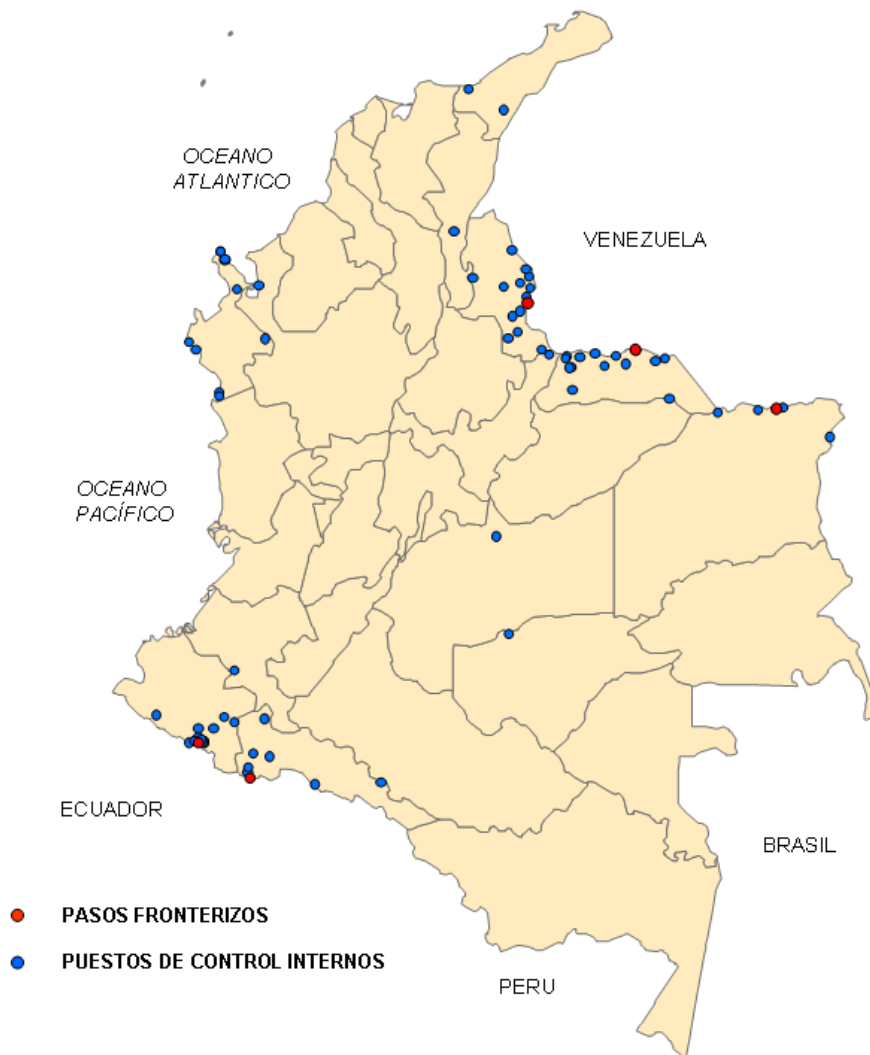 OCEANO
ATLANTICO
VENEZUELA
OCEANO
PACÍFICO
ECUADOR
BRASIL
PASOS FRONTERIZOS
PUESTOS DE CONTROL INTERNOS
PERU